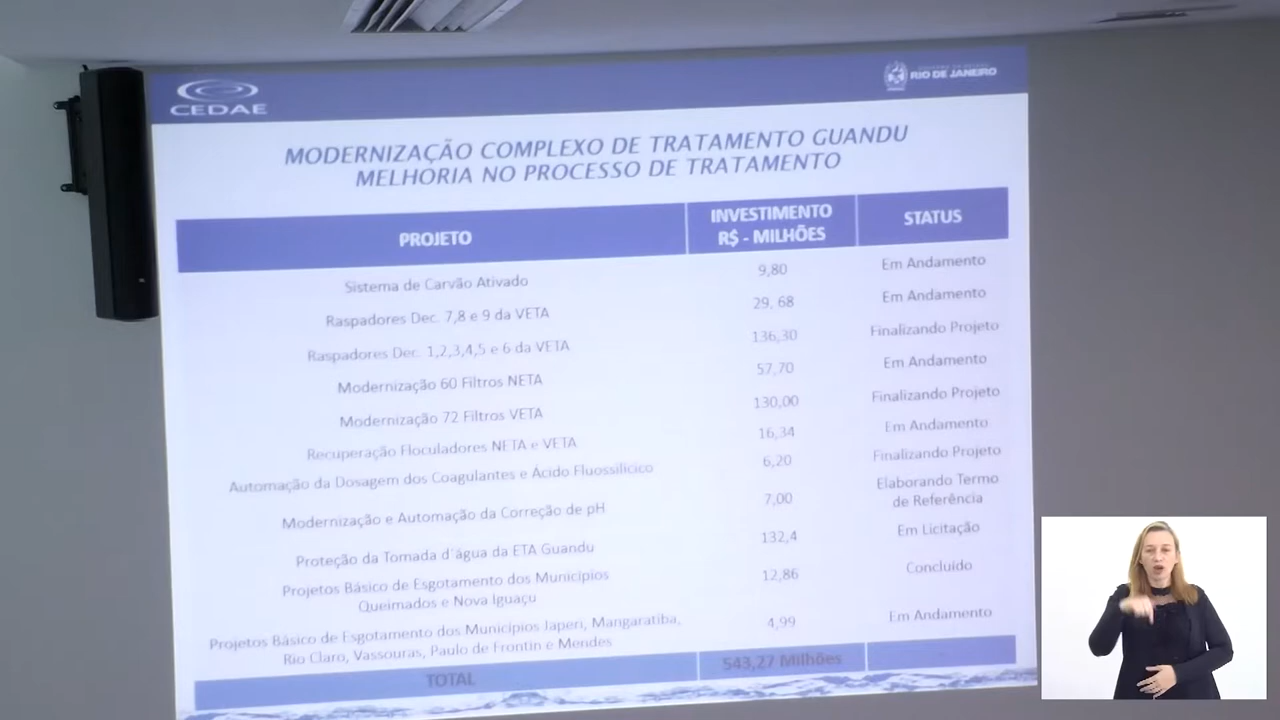 CEDAE
RIO DE JANEIRO
MODERNIZAÇÃO COMPLEXO DE TRATAMENTO GUANDU
MELHORIA NO PROCESSO DE TRATAMENTO
PROJETO INVESTIMENTO R$ - MILHÕES STATUS
Sistema de Carvão Ativado 9,80 Em Andamento
Raspadores Dec. 7,8 e 9 da VETA 29, 68 Em Andamento
Raspadores Dec. 1,2,3,4,5 e 6 da VETA 136,30 Finalizando Projeto
Modernização 60 Filtros NETA 57,70 Em Andamento
Modernização 72 Filtros VETA 130,00 Finalizando Projeto
Recuperação Floculadores NETA e VETA 16,34 Em Andamento
Automação da Dosagem dos Coagulantes e Ácido Fluossilícico 6,20 Finalizando Projeto
Modernização e Automação da Correção de pH 7,00 Elaborando Termo de Referência
Proteção da Tomada d´água da ETA Guandu 132,4 Em Licitação
Projetos Básico de Esgotamento dos Municípios
Queimados e Nova Iguaçu 12,86 Concluído
Projetos Básico de Esgotamento dos Municípios Iaperi, Mangaratiba,
Rio Claro, Vassouras, Paulo de Frontin e Mendes 4,99 Em Andamento
TOTAL 543,27 Milhões